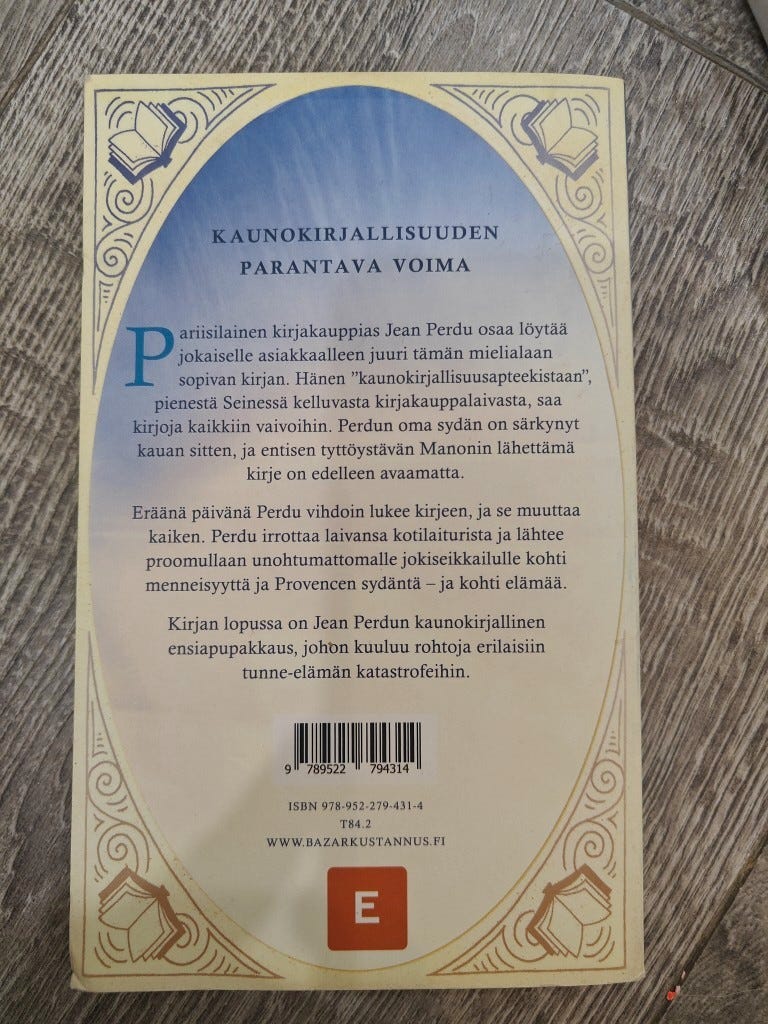 KAUNOKIRJALLISUUDEN
PARANTAVA VOIMA
Pariisilainen kirjakauppias Jean Perdu osaa löytää
jokaiselle asiakkaalleen juuri tämän mielialaan
sopivan kirjan. Hänen ”kaunokirjallisuusapteekistaan”,
pienestä Seinessä kelluvasta kirjakauppalaivasta, saa
kirjoja kaikkiin vaivoihin. Perdun oma sydän on särkynyt
kauan sitten, ja entisen tyttöystävän Manonin lähettämä
kirje on edelleen avaamatta.
Eräänä päivänä Perdu vihdoin lukee kirjeen, ja se muuttaa
kaiken. Perdu irrottaa laivansa kotilaiturista ja lähtee
proomullaan unohtumattomalle jokiseikkailulle kohti
menneisyyttä ja Provencen sydäntä – ja kohti elämää.
Kirjan lopussa on Jean Perdun kaunokirjallinen
ensiapupakkaus, johon kuuluu rohtoja erilaisiin
tunne-elämän katastrofeihin.
9 789522 794314
ISBN 978-952-279-431-4
T84.2
WWW.BAZARKUSTANNUS.FI
E